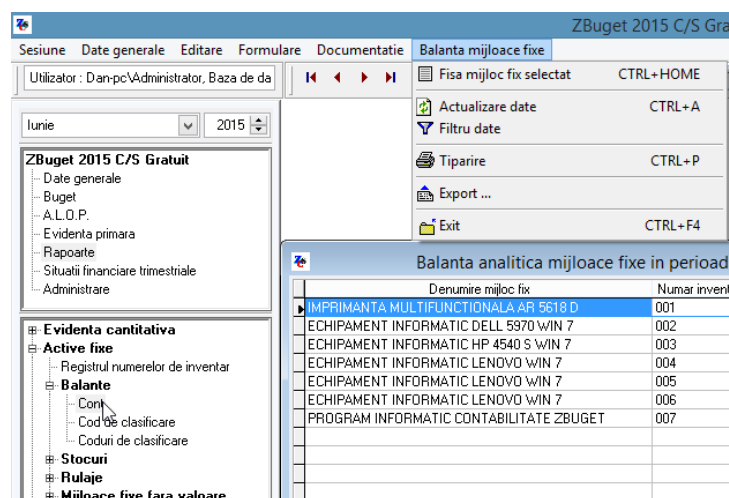 ZBuget 2015 C/S Gra
Sesiune Date generale Editare Formulare Documentatie Balanta mijloace fixe
Utilizator : Dan-pc\Administrator, Baza de da
Fisa mijloc fix selectat CTRL+HOME
Actualizare date CTRL+A
Filtru date
Tiparire CTRL+P
Export ...
Exit CTRL+F4
Iunie 2015
ZBuget 2015 C/S Gratuit
Date generale
Buget
A.L.O.P.
Evidenta primara
Rapoarte
Situatii financiare trimestriale
Administrare
Evidenta cantitativa
Active fixe
Registrul numerelor de inventar
Balante
Cont
Cod de clasificare
Coduri de clasificare
Stocuri
Rulaje
Mijloace fixe fara valoare
Balanta analitica mijloace fixe in perioad
Denumire mijloc fix Numar invent
IMPRIMANTA MULTIFUNCTIONALA AR 5618 D 001
ECHIPAMENT INFORMATIC DELL 5970 WIN 7 002
ECHIPAMENT INFORMATIC HP 4540 S WIN 7 003
ECHIPAMENT INFORMATIC LENOVO WIN 7 004
ECHIPAMENT INFORMATIC LENOVO WIN 7 005
ECHIPAMENT INFORMATIC LENOVO WIN 7 006
PROGRAM INFORMATIC CONTABILITATE ZBUGET 007